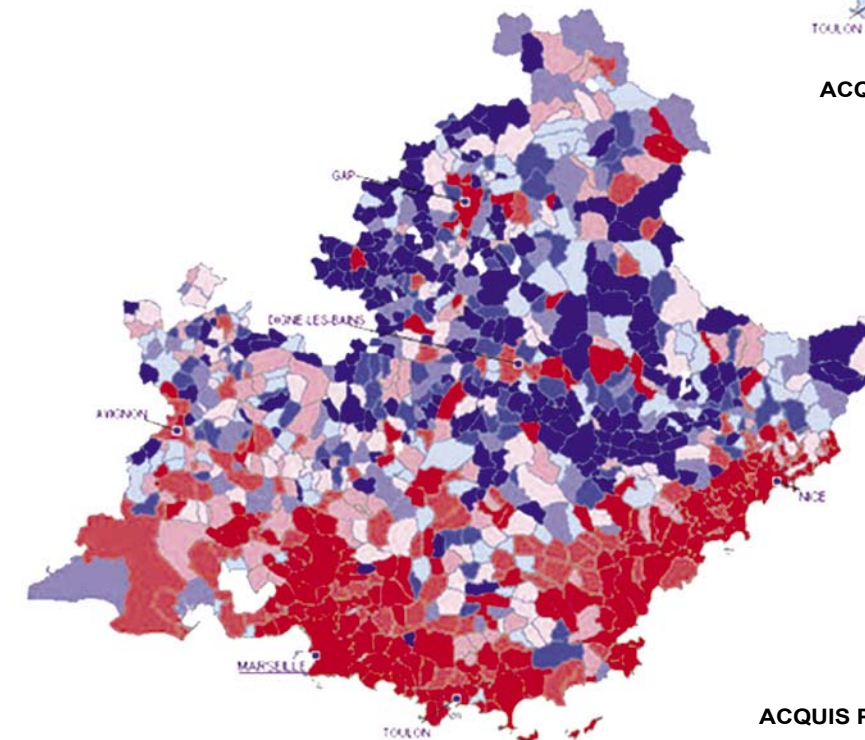 TOULON
ACQ
GAP
DIGNE-LES-BAINS
AVIGNON
NICE
MARSEILLE
ACQUIS F
TOULON